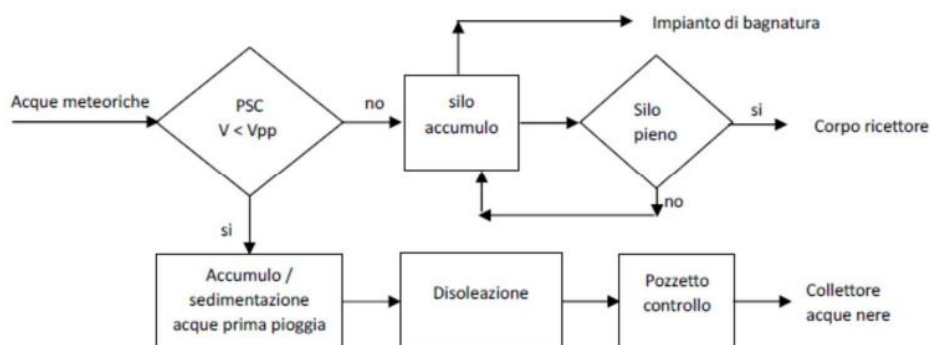 Impianto di bagnatura
Acque meteoriche
PSC
V < Vpp
no
silo
accumulo
Silo
pieno
si
Corpo ricettore
no
si
Accumulo /
sedimentazione
acque prima pioggia
Disoleazione
Pozzetto
controllo
Collettore
acque nere